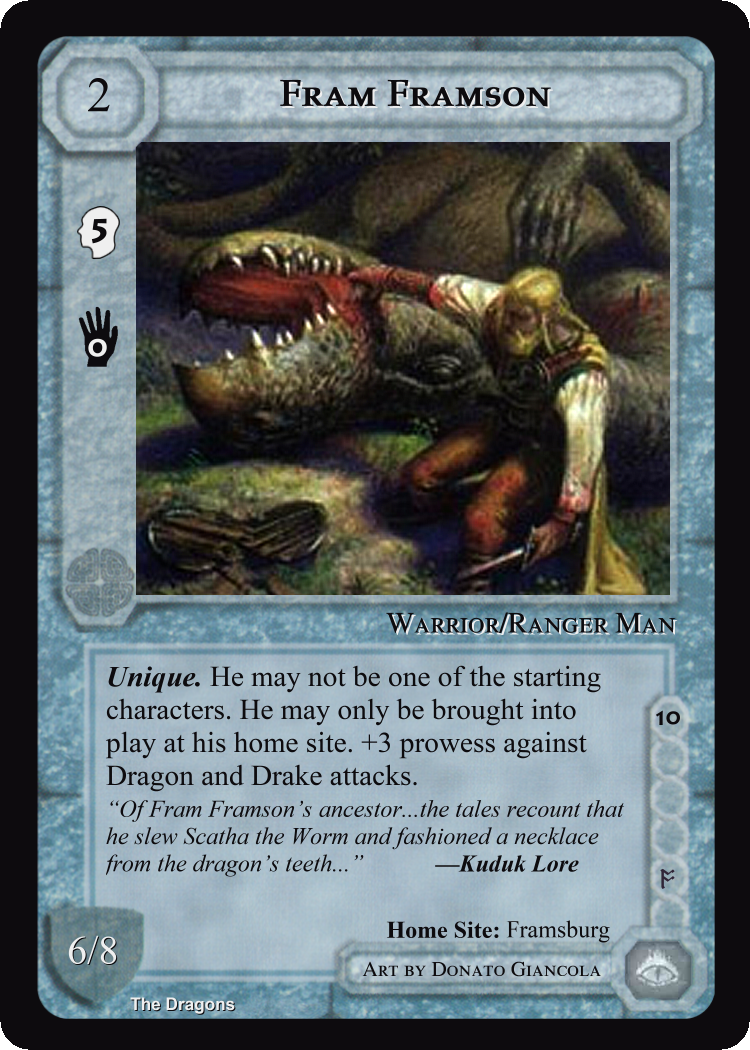 2
Fram Framson
5
0
Warrior/Ranger Man
Unique. He may not be one of the starting
characters. He may only be brought into
play at his home site. +3 prowess against
Dragon and Drake attacks.
“Of Fram Framson’s ancestor...the tales recount that
he slew Scatha the Worm and fashioned a necklace
from the dragon’s teeth...” —Kuduk Lore
10
ᚩ
Home Site: Framsburg
6/8
Art by Donato Giancola
The Dragons